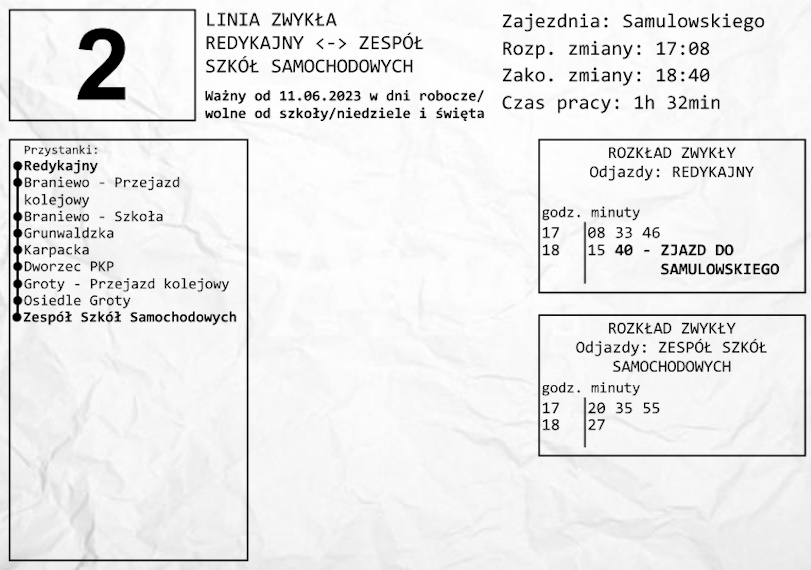 2
LINIA ZWYKŁA
REDYKAJNY <-> ZESPÓŁ
SZKÓŁ SAMOCHODOWYCH
Ważny od 11.06.2023 w dni robocze/
wolne od szkoły/niedziele i święta
Zajezdnia: Samulowskiego
Rozp. zmiany: 17:08
Zako. zmiany: 18:40
Czas pracy: 1h 32min
Przystanki:
Redykajny
Braniewo - Przejazd
kolejowy
Braniewo - Szkoła
Grunwaldzka
Karpacka
Dworzec PKP
Groty - Przejazd kolejowy
Osiedle Groty
Zespół Szkół Samochodowych
ROZKŁAD ZWYKŁY
Odjazdy: REDYKAJNY
godz. minuty
17 08 33 46
18 15 40 - ZJAZD DO
SAMULOWSKIEGO
ROZKŁAD ZWYKŁY
Odjazdy: ZESPÓŁ SZKÓŁ
SAMOCHODOWYCH
godz. minuty
17 20 35 55
18 27